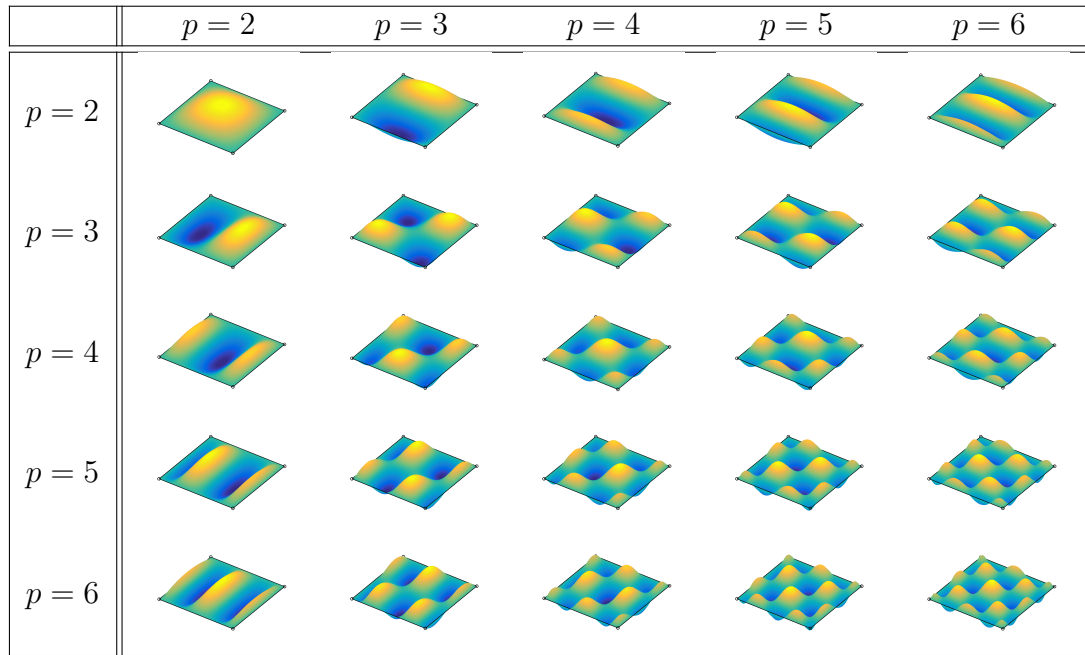 p = 2 p = 3 p = 4 p = 5 p = 6
p = 2
p = 3
p = 4
p = 5
p = 6